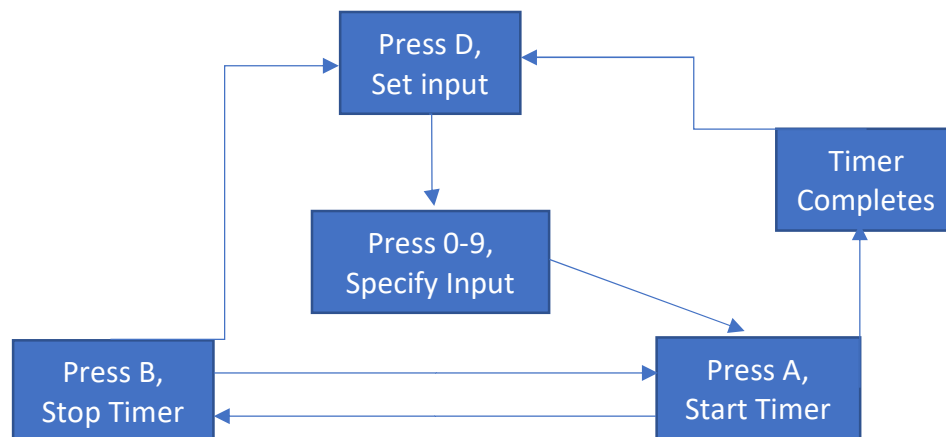 Press D,
Set input
Timer
Completes
Press 0-9,
Specify Input
Press B,
Stop Timer
Press A,
Start Timer